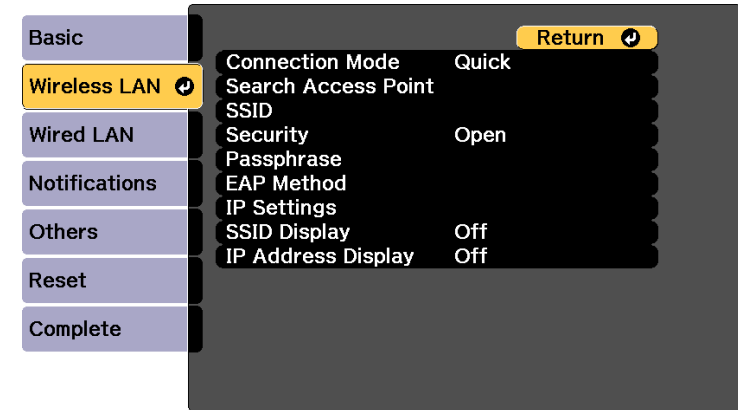 Basic
Wireless LAN
Wired LAN
Notifications
Others
Reset
Complete
Return
Connection Mode Quick
Search Access Point
SSID
Security Open
Passphrase
EAP Method
IP Settings
SSID Display Off
IP Address Display Off